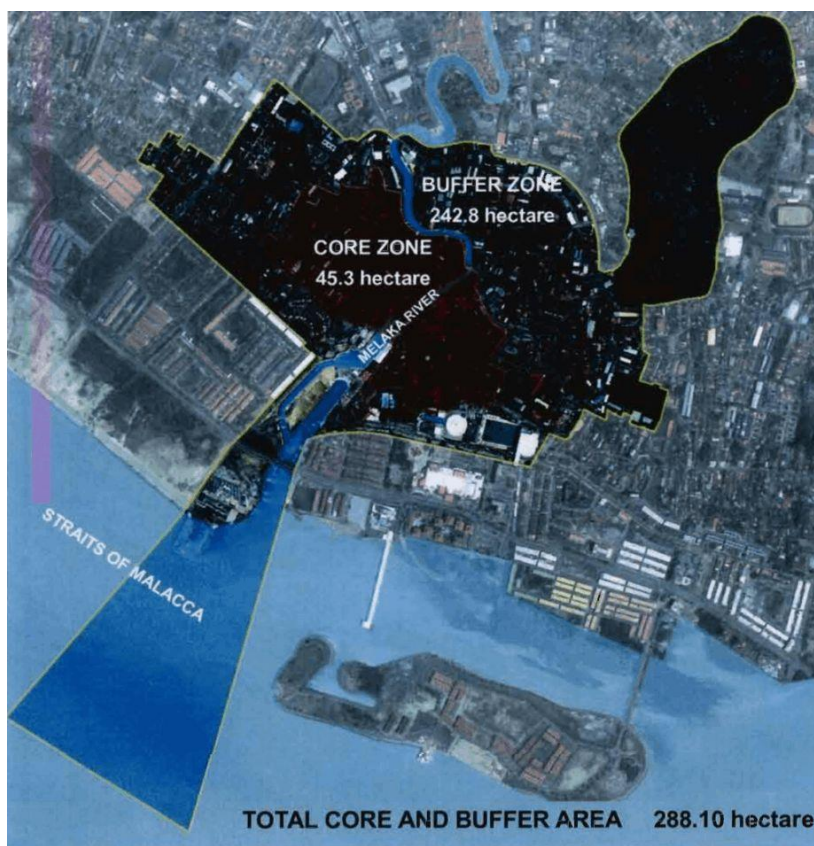 BUFFER ZONE
242.8 hectare
CORE ZONE
45.3 hectare
MELAKA RIVER
STRAITS OF MALACCA
TOTAL CORE AND BUFFER AREA 288.10 hectare